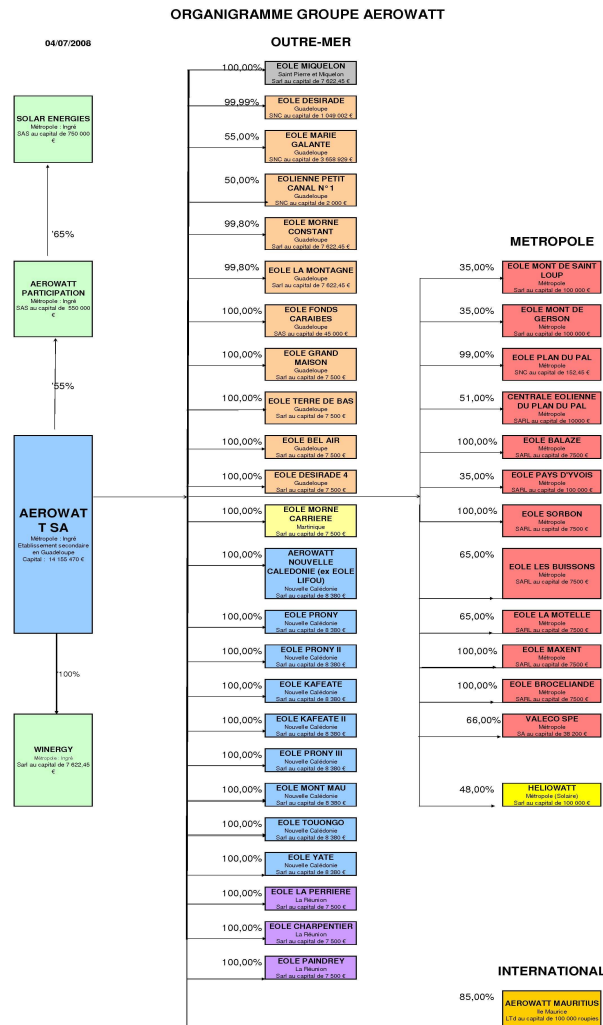 ORGANIGRAMME GROUPE AEROWATT
04/07/2008
OUTRE-MER
SOLAR ENERGIES
Métropole : Ingré
SAS au capital de 750 000
€
'65%
AEROWATT
PARTICIPATION
Métropole : Ingré
SAS au capital de 550 000
€
'55%
AEROWAT
T SA
Métropole : Ingré
Etablissement secondaire
en Guadeloupe
Capital : 14 155 470 €
'100%
WINERGY
Métropole : Ingré
Sarl au capital de 7 622,45
€
100,00%
EOLE MIQUELON
Saint Pierre et Miquelon
Sarl au capital de 7 622,45 €
99,99%
EOLE DESIRADE
Guadeloupe
SNC au capital de 1 049 002 €
55,00%
EOLE MARIE
GALANTE
Guadeloupe
SNC au capital de 3 658 929 €
50,00%
EOLIENNE PETIT
CANAL N° 1
Guadeloupe
SNC au capital de 2 000 €
99,80%
EOLE MORNE
CONSTANT
Guadeloupe
Sarl au capital de 7 622,45 €
99,80%
EOLE LA MONTAGNE
Guadeloupe
Sarl au capital de 7 622,45 €
100,00%
EOLE FONDS
CARAIBES
Guadeloupe
SAS au capital de 45 000 €
100,00%
EOLE GRAND
MAISON
Guadeloupe
Sarl au capital de 7 500 €
100,00%
EOLE TERRE DE BAS
Guadeloupe
Sarl au capital de 7 500 €
100,00%
EOLE BEL AIR
Guadeloupe
Sarl au capital de 7 500 €
100,00%
EOLE DESIRADE 4
Guadeloupe
Sarl au capital de 7 500 €
100,00%
EOLE MORNE
CARRIERE
Martinique
Sarl au capital de 7 500 €
100,00%
AEROWATT
NOUVELLE
CALEDONIE (ex EOLE
LIFOU)
Nouvelle Calédonie
Sarl au capital de 8 380 €
100,00%
EOLE PRONY
Nouvelle Calédonie
Sarl au capital de 8 380 €
100,00%
EOLE PRONY II
Nouvelle Calédonie
Sarl au capital de 8 380 €
100,00%
EOLE KAFEATE
Nouvelle Calédonie
Sarl au capital de 8 380 €
100,00%
EOLE KAFEATE II
Nouvelle Calédonie
Sarl au capital de 8 380 €
100,00%
EOLE PRONY III
Nouvelle Calédonie
Sarl au capital de 8 380 €
100,00%
EOLE MONT MAU
Nouvelle Calédonie
Sarl au capital de 8 380 €
100,00%
EOLE TOUONGO
Nouvelle Calédonie
Sarl au capital de 8 380 €
100,00%
EOLE YATE
Nouvelle Calédonie
Sarl au capital de 8 380 €
100,00%
EOLE LA PERRIERE
La Réunion
Sarl au capital de 7 500 €
100,00%
EOLE CHARPENTIER
La Réunion
Sarl au capital de 7 500 €
100,00%
EOLE PAINDREY
La Réunion
Sarl au capital de 7 500 €
METROPOLE
35,00%
EOLE MONT DE SAINT
LOUP
Métropole
Sarl au capital de 100 000 €
35,00%
EOLE MONT DE
GERSON
Métropole
Sarl au capital de 100 000 €
99,00%
EOLE PLAN DU PAL
Métropole
SNC au capital de 152,45 €
51,00%
CENTRALE EOLIENNE
DU PLAN DU PAL
Métropole
SARL au capital de 10000 €
100,00%
EOLE BALAZE
Métropole
SARL au capital de 7500 €
35,00%
EOLE PAYS D'YVOIS
Métropole
SARL au capital de 100 000 €
100,00%
EOLE SORBON
Métropole
SARL au capital de 7500 €
65,00%
EOLE LES BUISSONS
Métropole
SARL au capital de 7500 €
65,00%
EOLE LA MOTELLE
Métropole
SARL au capital de 7500 €
100,00%
EOLE MAXENT
Métropole
SARL au capital de 7500 €
100,00%
EOLE BROCELIANDE
Métropole
SARL au capital de 7500 €
66,00%
VALECO SPE
Métropole
SA au capital de 38 200 €
48,00%
HELIOWATT
Métropole (Solaire)
Sarl au capital de 100 000 €
INTERNATIONAL
85,00%
AEROWATT MAURITIUS
Ile Maurice
LTd au capital de 100 000 roupies